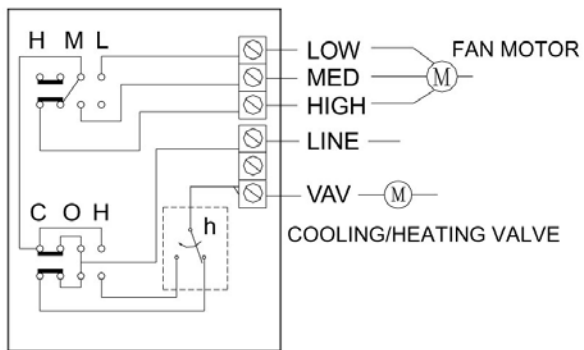 H M L
LOW
FAN MOTOR
MED
M
HIGH
LINE
C O H
h
VAV
M
COOLING/HEATING VALVE